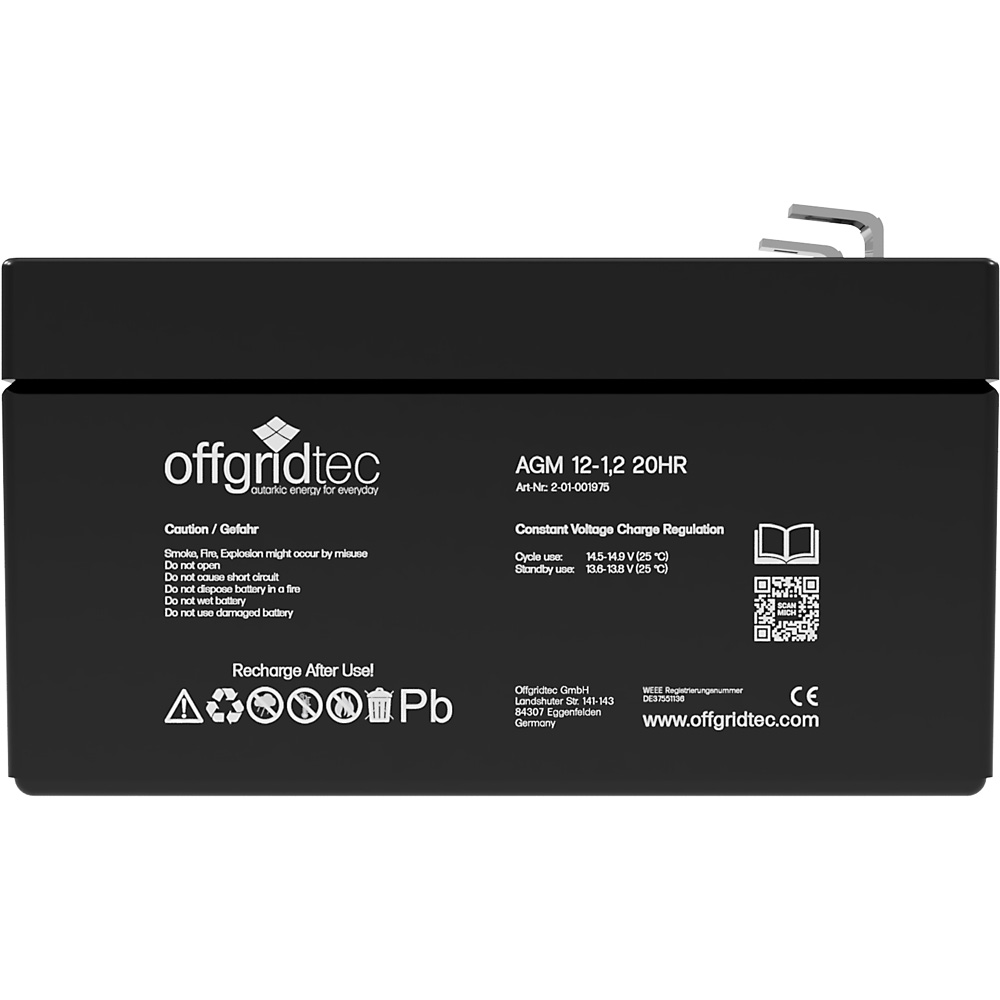 offgridtec
autarkic energy for everyday
Caution / Gefahr
Smoke, Fire, Explosion might occur by misuse
Do not open
Do not cause short circuit
Do not dispose battery in a fire
Do not wet battery
Do not use damaged battery
Recharge After Use!
Pb
AGM 12-1,2 20HR
Art-Nr.: 2-01-001975
Constant Voltage Charge Regulation
Cycle use: 14.5-14.9 V (25 °C)
Standby use: 13.6-13.8 V (25 °C)
SCAN
MICH
Offgridtec GmbH
Landshuter Str. 141-143
84307 Eggenfelden
Germany
WEEE Registrierungsnummer
DE37551136
CE
www.offgridtec.com